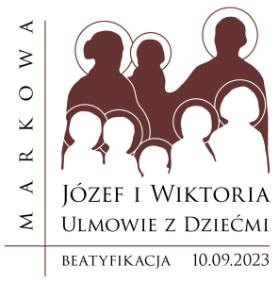 MARKOWA
JÓZEF I WIKTORIA
ULMOWIE Z DZIEĆMI
BEATYFIKACJA 10.09.2023